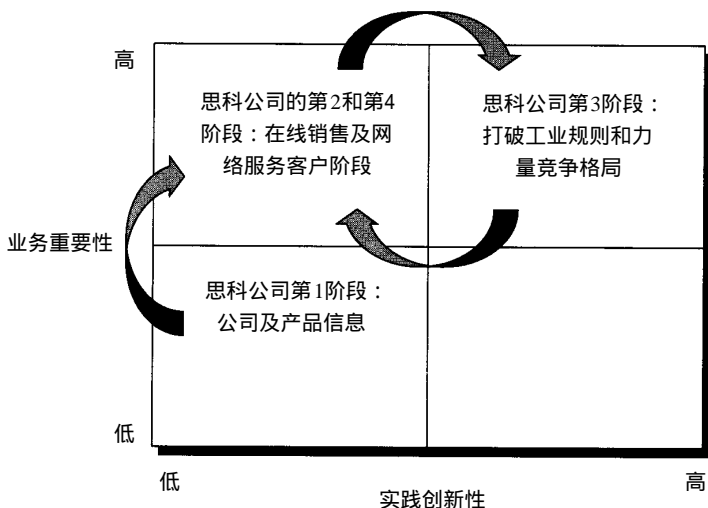 高
思科公司的第2和第4
阶段：在线销售及网
络服务客户阶段
思科公司第3阶段：
打破工业规则和力
量竞争格局
业务重要性
思科公司第1阶段：
公司及产品信息
低
低
高
实践创新性